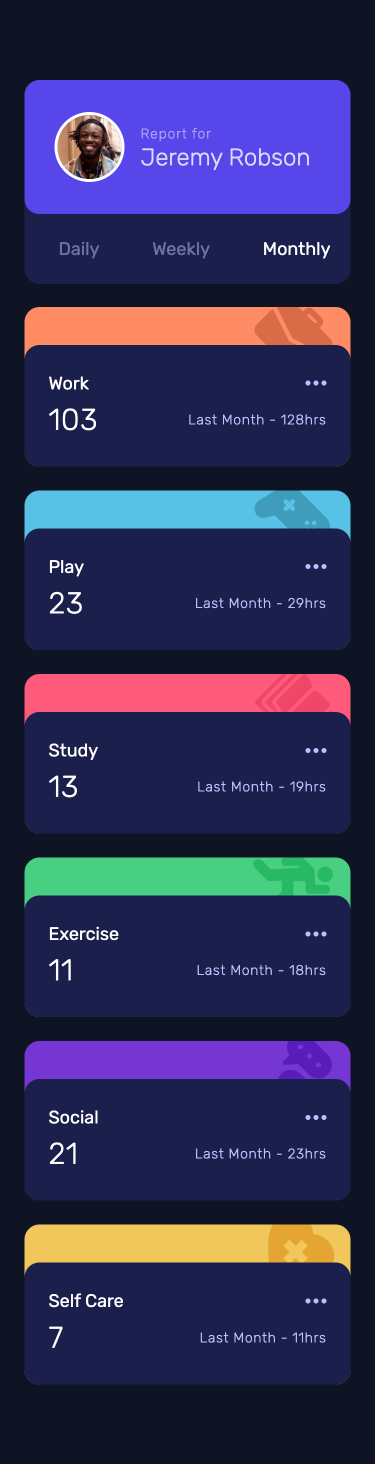 Report for
Jeremy Robson
Daily Weekly Monthly
Work
103 Last Month - 128hrs
Play
23 Last Month - 29hrs
Study
13 Last Month - 19hrs
Exercise
11 Last Month - 18hrs
Social
21 Last Month - 23hrs
Self Care
7 Last Month - 11hrs